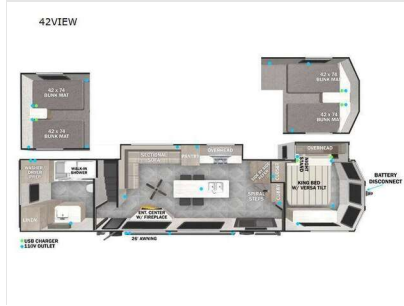 42VIEW
42 x 74
BUNK MAT
42 x 74
BUNK MAT
42 x 74
BUNK MAT
42 x 74
BUNK MAT
OVERHEAD
PANTRY
OVERHEAD
WALK-IN
SHOWER
LINEN
ENT. CENTER
W/ FIREPLACE
SPIRAL
STEPS
KING BED
W/ VERSA TILT
BATTERY
DISCONNECT
26' AWNING
USB CHARGER
110V OUTLET